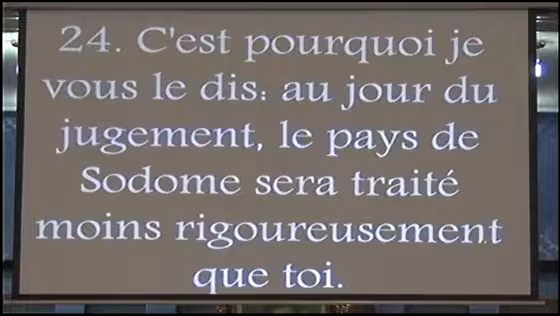 24. C'est pourquoi je
vous le dis: au jour du
jugement, le pays de
Sodome sera traité
moins rigoureusement
que toi.